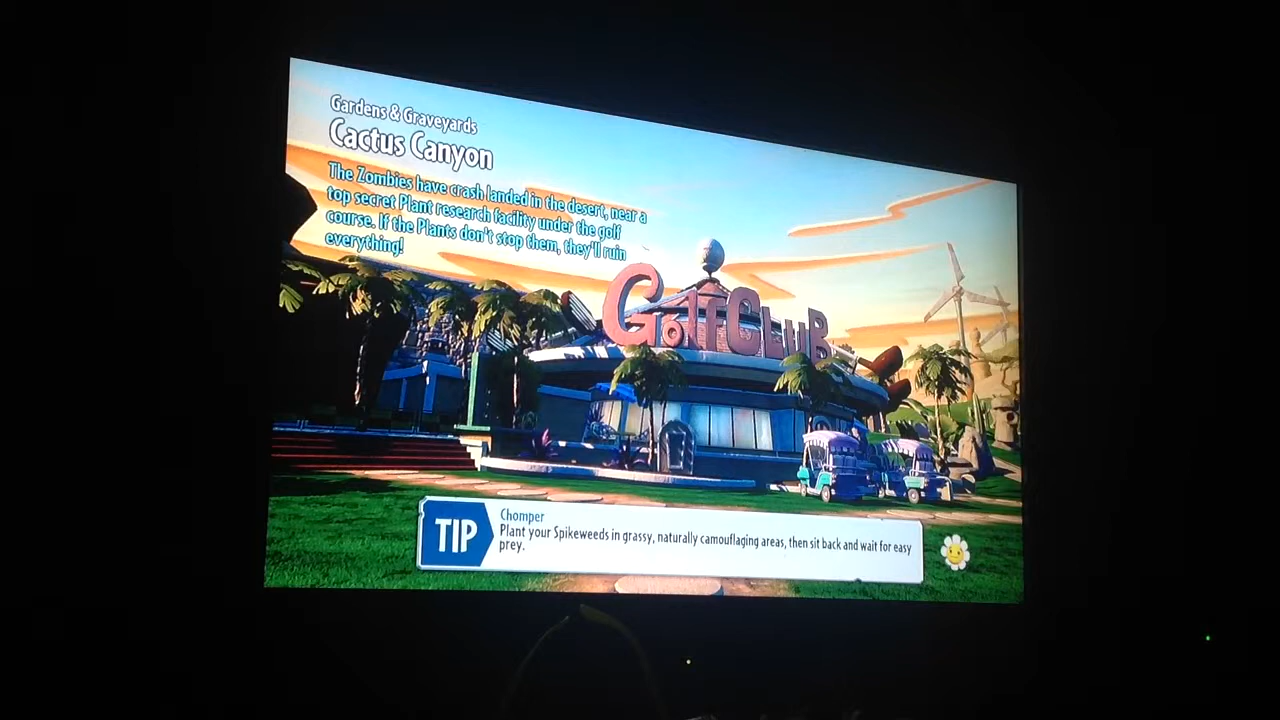 Gardens & Graveyards
Cactus Canyon
The Zombies have crash landed in the desert, near a
top secret Plant research facility under the golf
course. If the Plants don't stop them, they'll ruin
everything!
GolfClub
TIP
Chomper
Plant your Spikeweeds in grassy, naturally camouflaging areas, then sit back and wait for easy
prey.